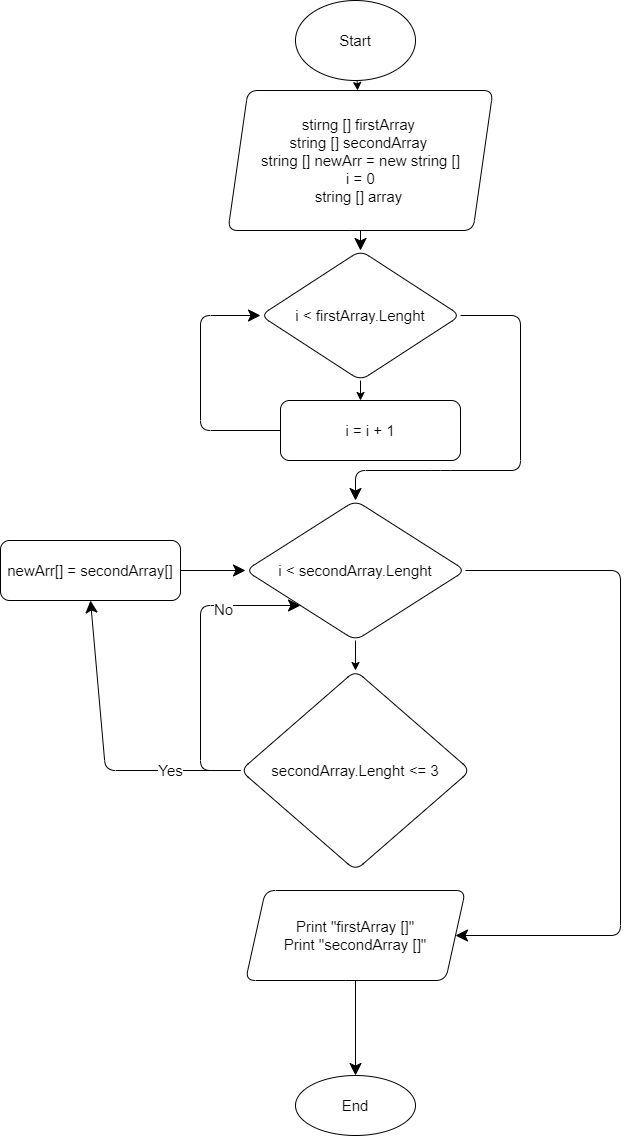 Start
stirng [] firstArray
string [] secondArray
string [] newArr = new string []
i = 0
string [] array
i < firstArray.Lenght
i = i + 1
newArr[] = secondArray[]
i < secondArray.Lenght
No
Yes
secondArray.Lenght <= 3
Print "firstArray []"
Print "secondArray []"
End